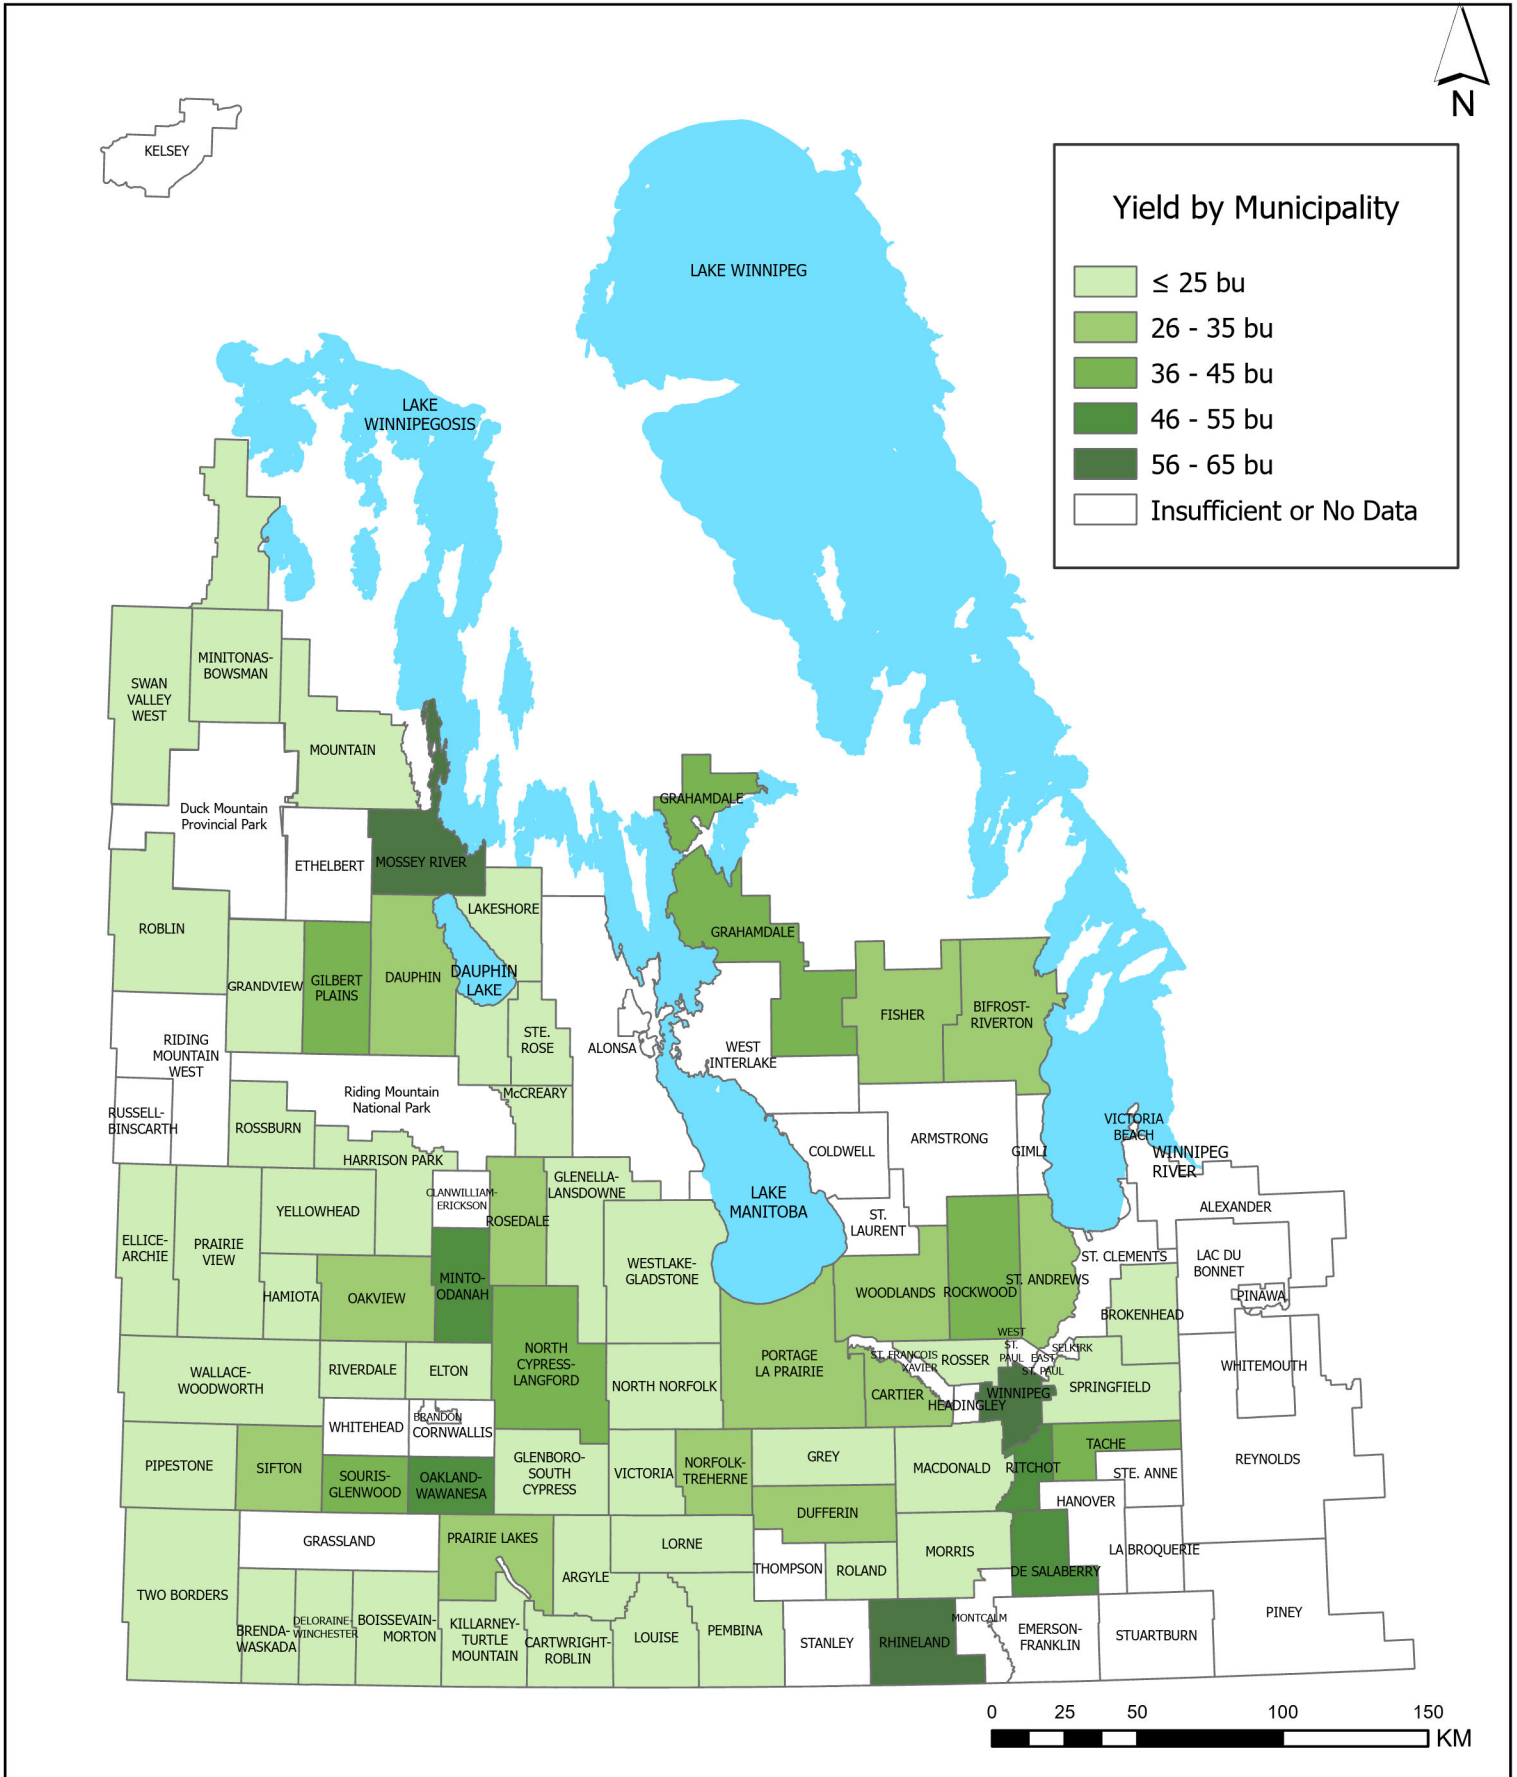 N
KELSEY
Yield by Municipality
≤ 25 bu
26 - 35 bu
36 - 45 bu
46 - 55 bu
56 - 65 bu
Insufficient or No Data
LAKE WINNIPEG
LAKE
WINNIPEGOSIS
MINITONAS-
BOWSMAN
SWAN
VALLEY
WEST
MOUNTAIN
Duck Mountain
Provincial Park
GRAHAMDALE
ETHELBERT
MOSSEY RIVER
LAKESHORE
ROBLIN
GRAHAMDALE
GRANDVIEW
GILBERT
PLAINS
DAUPHIN
DAUPHIN
LAKE
FISHER
BIFROST-
RIVERTON
RIDING
MOUNTAIN
WEST
STE.
ROSE
ALONSA
WEST
INTERLAKE
Riding Mountain
National Park
McCREARY
RUSSELL-
BINSCARTH
ROSSBURN
HARRISON PARK
COLDWELL
ARMSTRONG
GIMLI
VICTORIA
BEACH
WINNIPEG
RIVER
ALEXANDER
CLANWILLIAM-
ERICKSON
GLENELLA-
LANSDOWNE
LAKE
MANITOBA
ST.
LAURENT
YELLOWHEAD
ROSEDALE
ELLICE-
ARCHIE
PRAIRIE
VIEW
WESTLAKE-
GLADSTONE
ST. CLEMENTS
LAC DU
BONNET
MINTO-
ODANAH
HAMIOTA
OAKVIEW
WOODLANDS
ROCKWOOD
ST. ANDREWS
PINAWA
BROKENHEAD
WEST
ST.
PAUL
EAST
ST. PAUL
SELKIRK
NORTH
CYPRESS-
LANGFORD
PORTAGE
LA PRAIRIE
ST. FRANCOIS
XAVIER
ROSSER
WHITEMOUTH
WALLACE-
WOODWORTH
RIVERDALE
ELTON
NORTH NORFOLK
CARTIER
HEADINGLEY
WINNIPEG
SPRINGFIELD
WHITEHEAD
BRANDON
CORNWALLIS
TACHE
PIPESTONE
SIFTON
SOURIS-
GLENWOOD
OAKLAND-
WAWANESA
GLENBORO-
SOUTH
CYPRESS
VICTORIA
NORFOLK-
TREHERNE
GREY
MACDONALD
RITCHOT
STE. ANNE
REYNOLDS
HANOVER
DUFFERIN
GRASSLAND
PRAIRIE LAKES
LORNE
MORRIS
LA BROQUERIE
THOMPSON
ROLAND
DE SALABERRY
ARGYLE
TWO BORDERS
BRENDA-
WASKADA
DELORAINE-
WINCHESTER
BOISSEVAIN-
MORTON
KILLARNEY-
TURTLE
MOUNTAIN
CARTWRIGHT-
ROBLIN
LOUISE
PEMBINA
STANLEY
RHINELAND
MONTCALM
EMERSON-
FRANKLIN
STUARTBURN
PINEY
0 25 50 100 150
KM